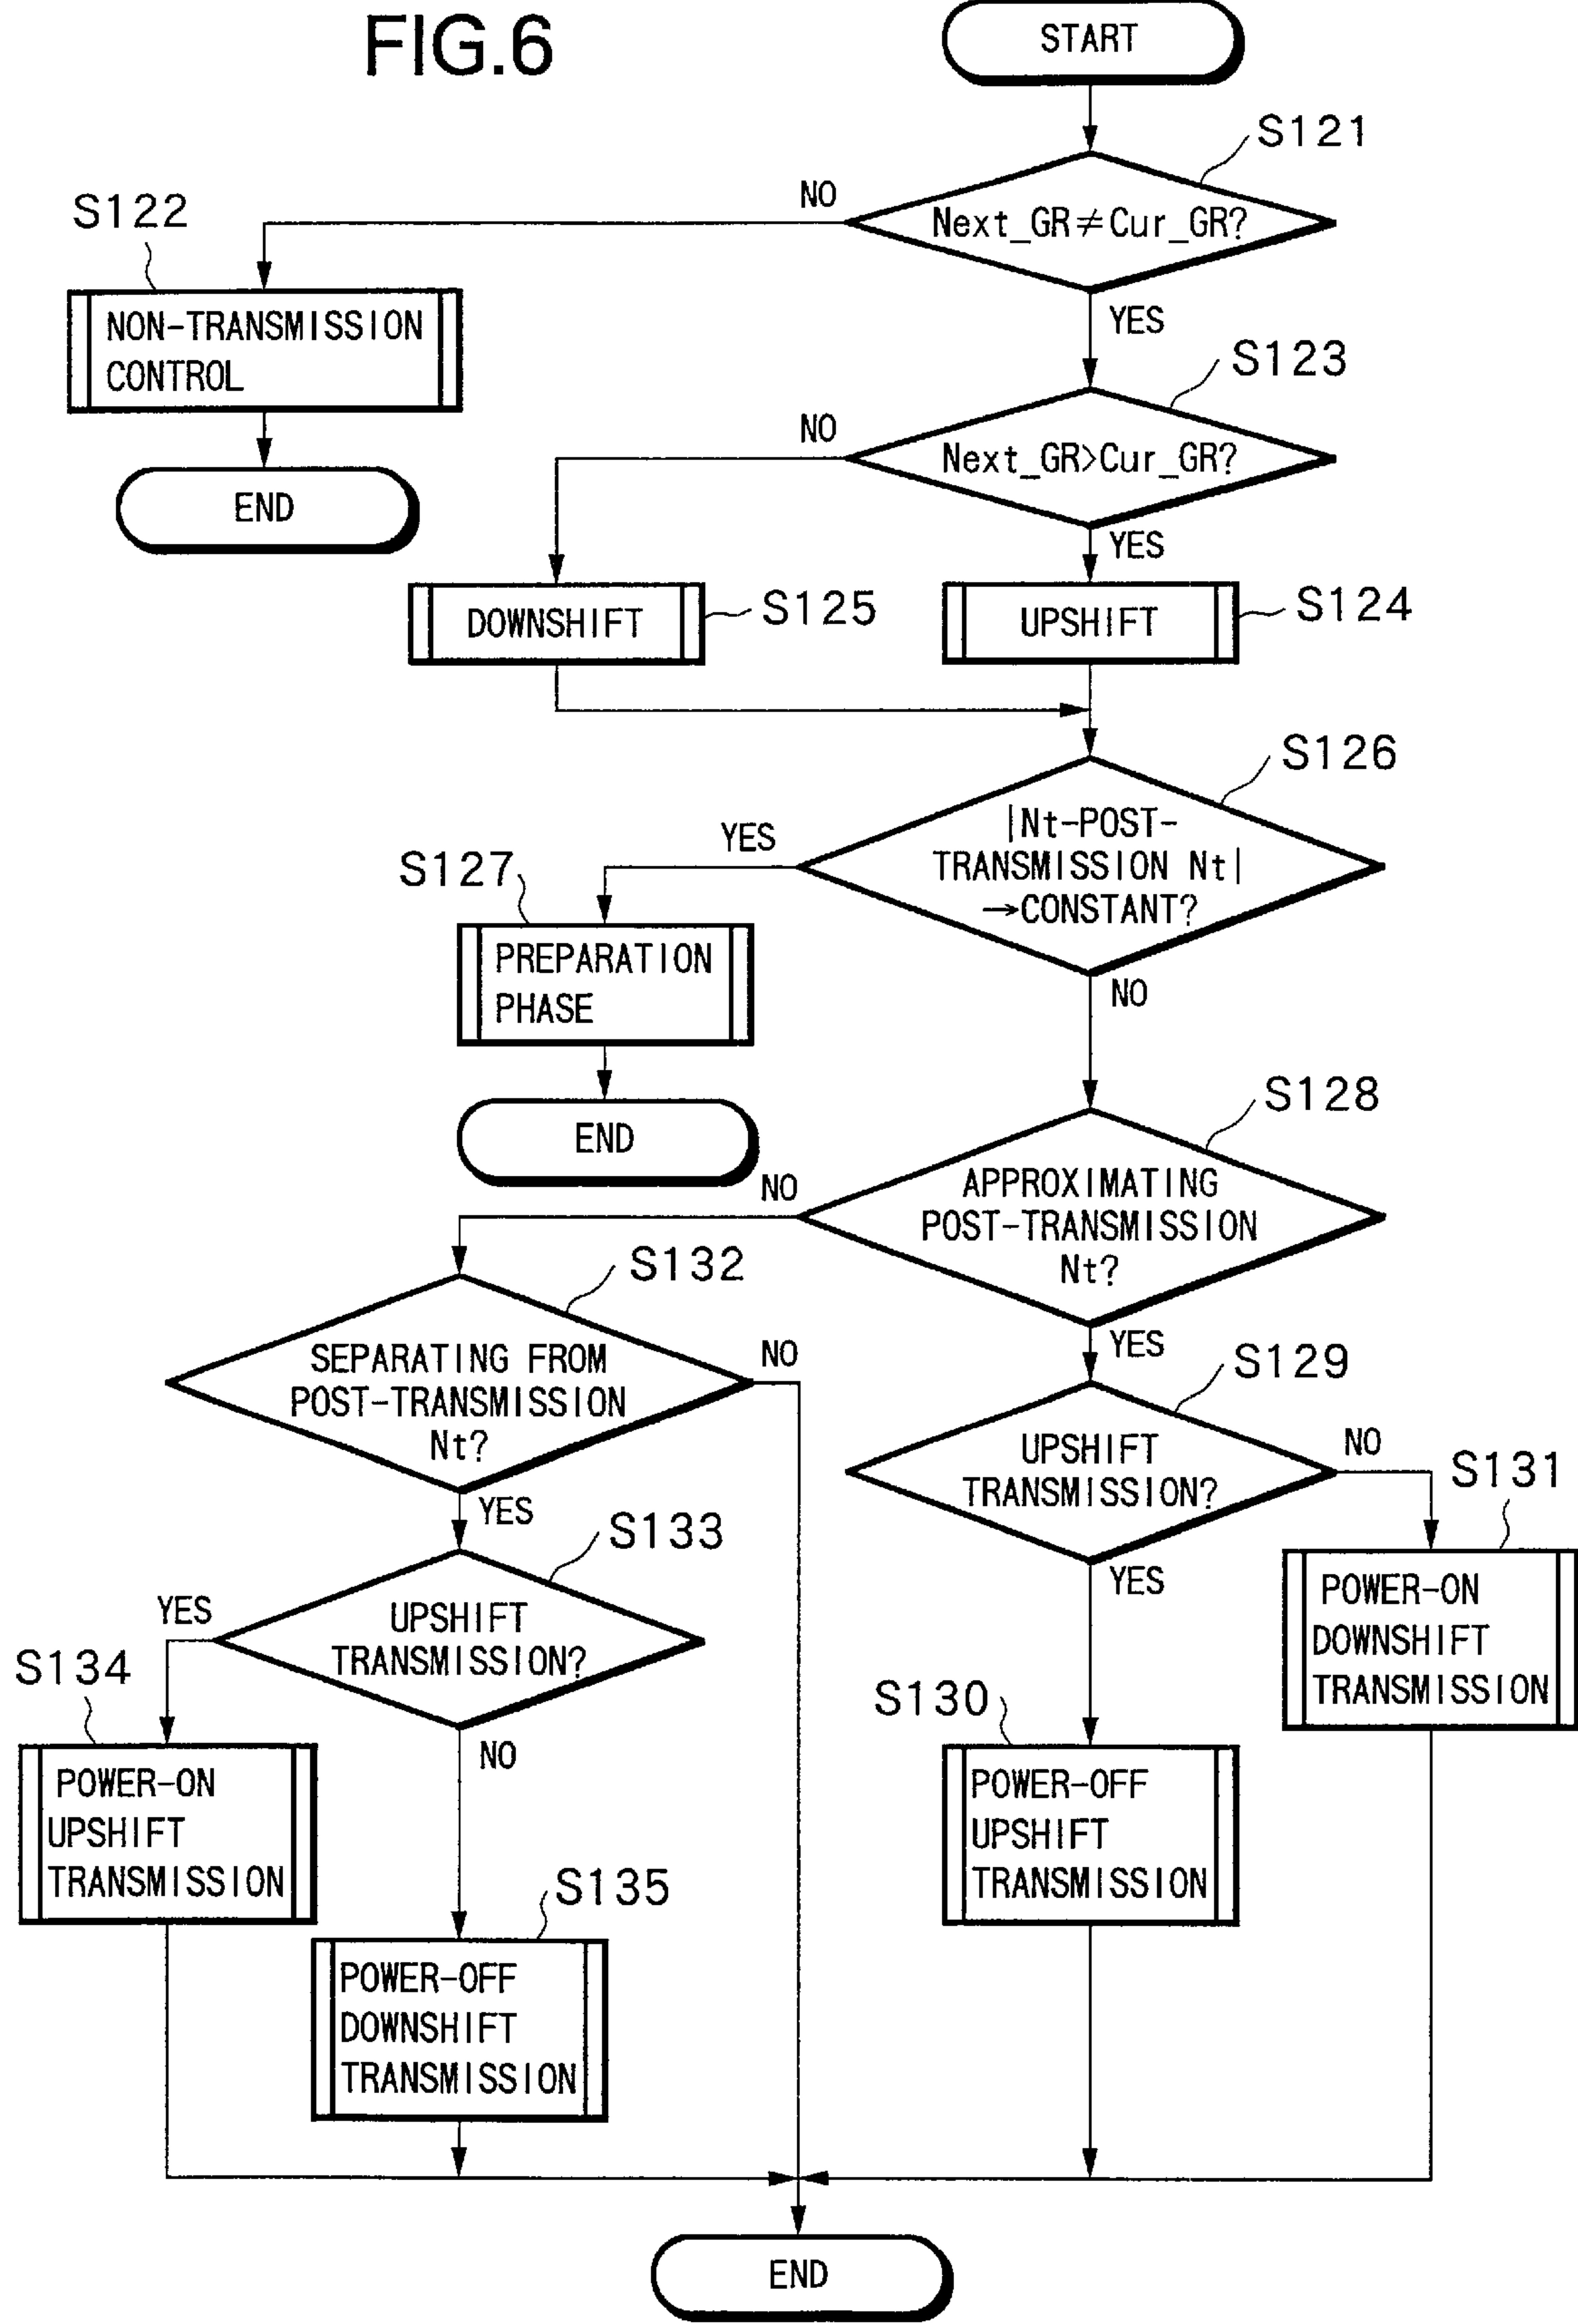 FIG.6
START
S121
NO
Next_GR≠Cur_GR?
S122
YES
NON-TRANSMISSION
CONTROL
S123
NO
Next_GR>Cur_GR?
END
YES
DOWNSHIFT
S125
UPSHIFT
S124
S126
|Nt-POST-
TRANSMISSION Nt|
→CONSTANT?
YES
S127
PREPARATION
PHASE
NO
END
S128
APPROXIMATING
POST-TRANSMISSION
Nt?
NO
S132
YES
SEPARATING FROM
POST-TRANSMISSION
Nt?
NO
S129
UPSHIFT
TRANSMISSION?
NO
S131
YES
S133
YES
POWER-ON
DOWNSHIFT
TRANSMISSION
UPSHIFT
TRANSMISSION?
YES
S134
S130
NO
POWER-ON
UPSHIFT
TRANSMISSION
POWER-OFF
UPSHIFT
TRANSMISSION
S135
POWER-OFF
DOWNSHIFT
TRANSMISSION
END